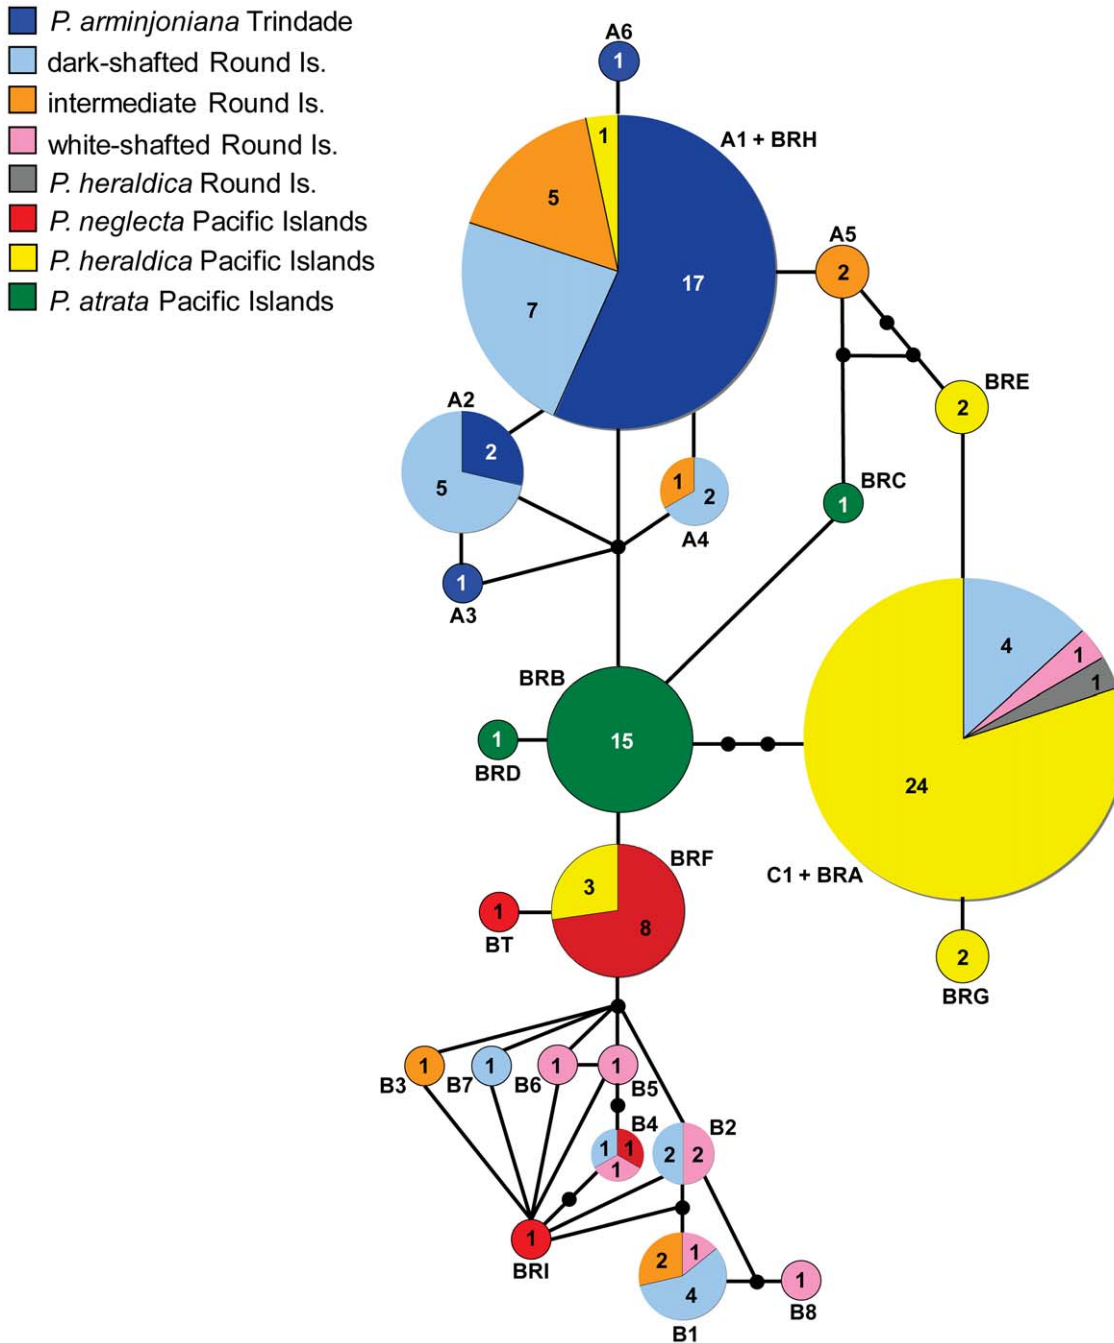 P. arminjoniana Trindade
dark-shafted Round Is.
intermediate Round Is.
white-shafted Round Is.
P. heraldica Round Is.
P. neglecta Pacific Islands
P. heraldica Pacific Islands
P. atrata Pacific Islands
A6
1
A1 + BRH
1
5
17
7
A5
2
BRE
2
A2
2
5
1
2
A4
BRC
1
1
A3
4
1
1
24
C1 + BRA
BRB
15
1
BRD
BRF
3
8
1
BT
2
BRG
B3
1
B7
1
B6
1
1
B5
B4
1
1
1
B2
2
2
1
BRI
2
1
4
B1
1
B8